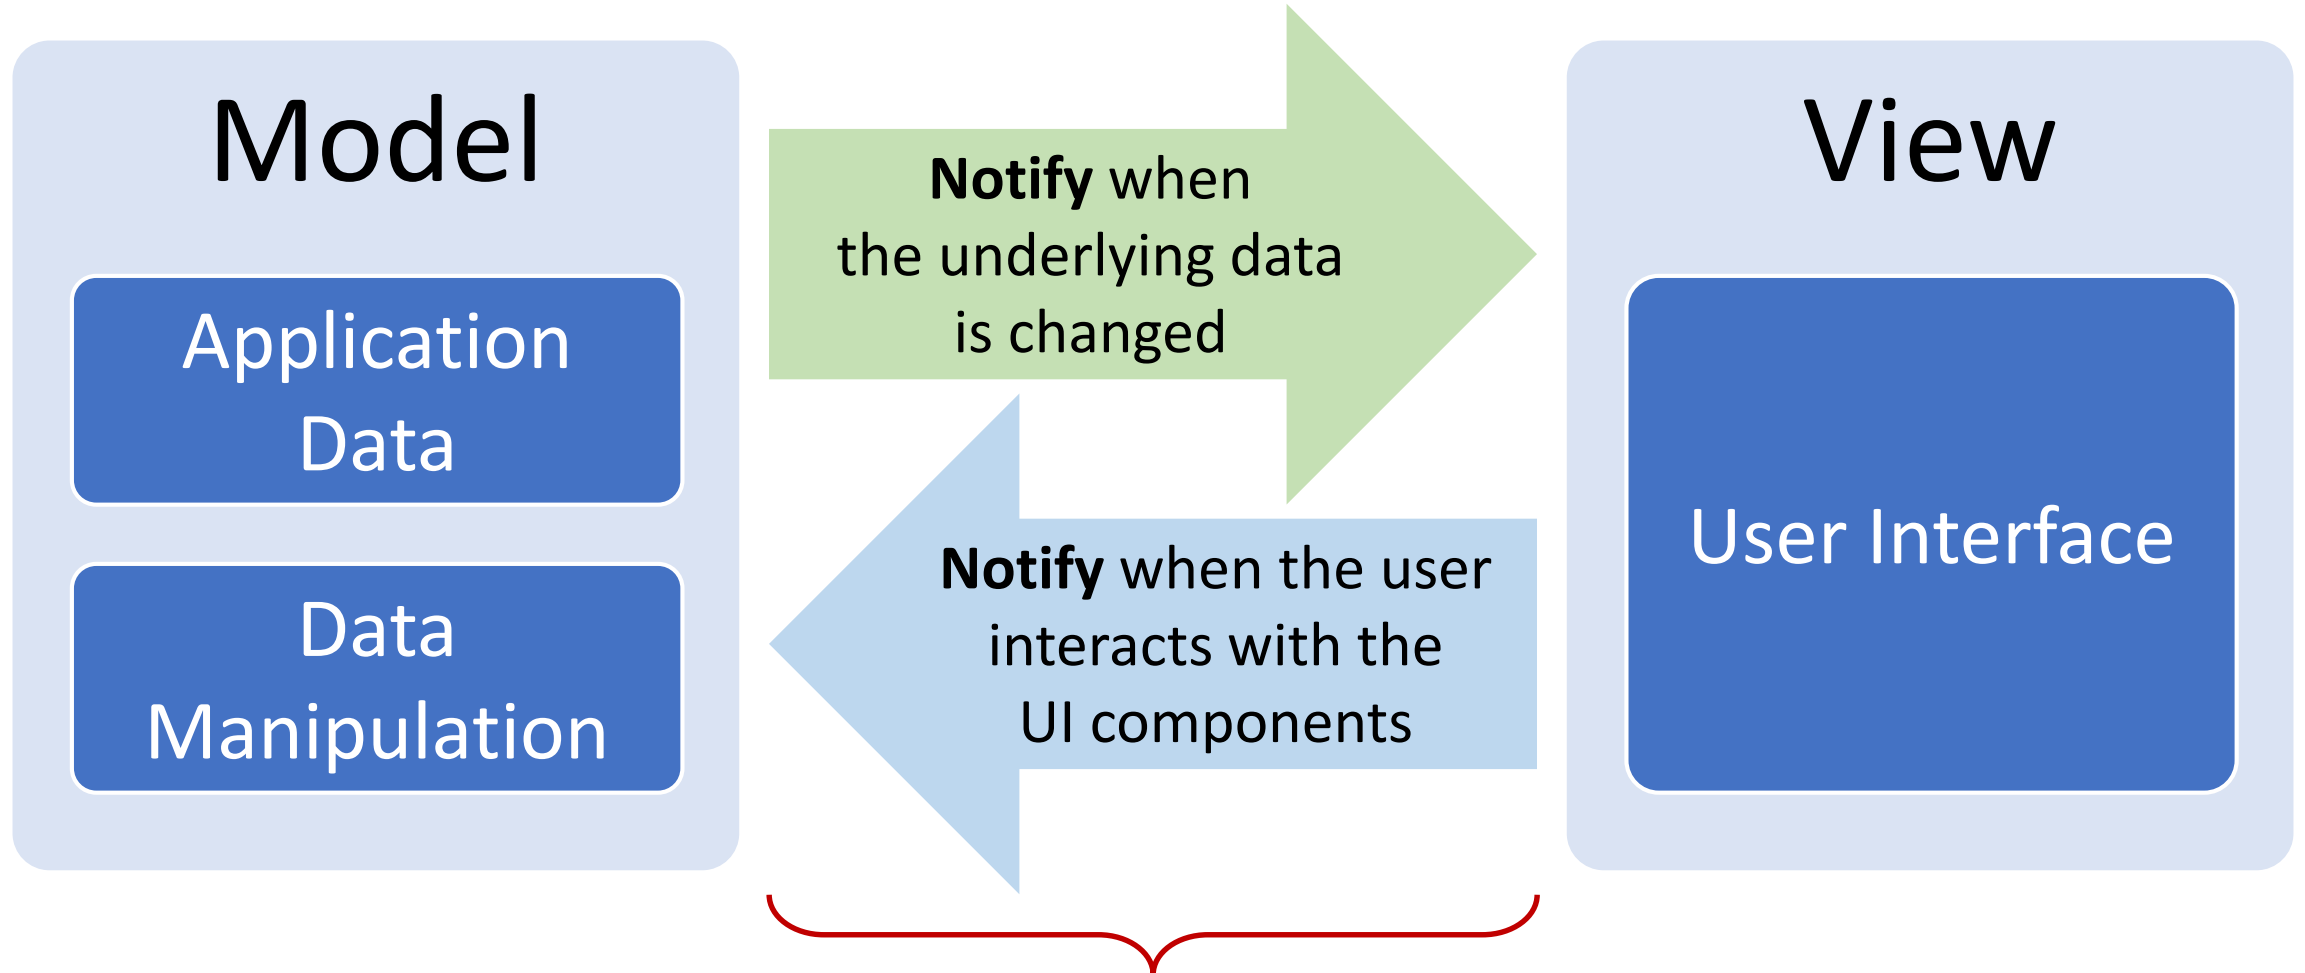 Model
Application
Data
Data
Manipulation
Notify when
the underlying data
is changed
Notify when the user
interacts with the
UI components
View
User Interface